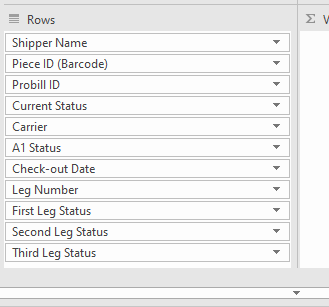 Rows
Σ
Shipper Name
Piece ID (Barcode)
Probill ID
Current Status
Carrier
A1 Status
Check-out Date
Leg Number
First Leg Status
Second Leg Status
Third Leg Status